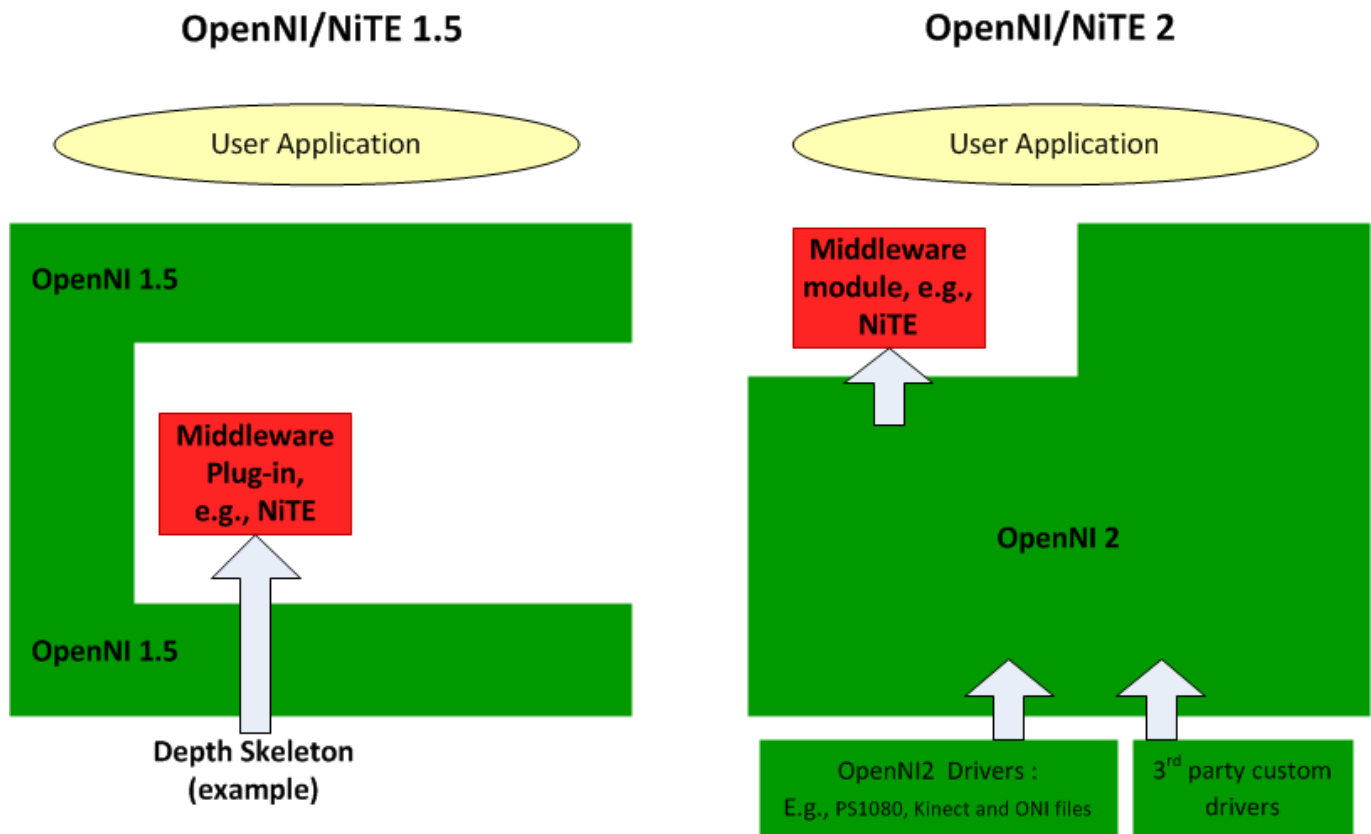 OpenNI/NiTE 1.5
User Application
OpenNI 1.5
Middleware
Plug-in,
e.g., NiTE
OpenNI 1.5
Depth Skeleton
(example)
OpenNI/NiTE 2
User Application
Middleware
module, e.g.,
NiTE
OpenNI 2
OpenNI2 Drivers :
E.g., PS1080, Kinect and ONI files
3rd party custom
drivers